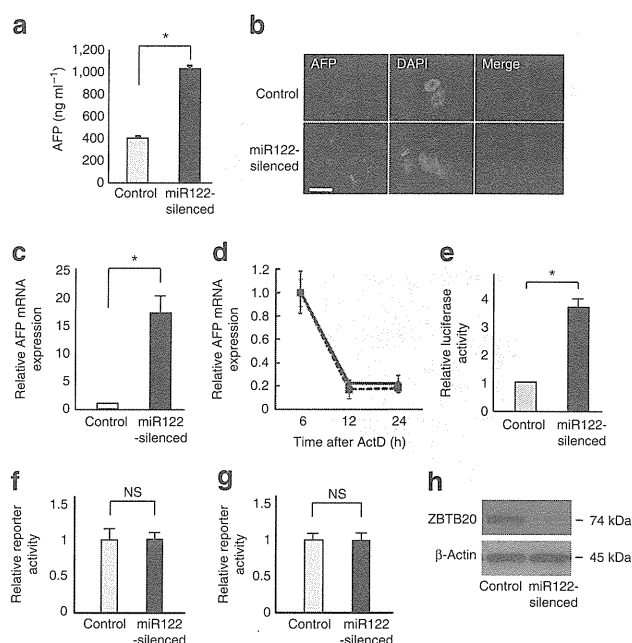 a
*
AFP (ng ml⁻¹)
1,200
1,000
800
600
400
200
0
Control
miR122-
silenced
b
AFP
DAPI
Merge
Control
miR122-
silenced
c
*
Relative AFP mRNA
expression
25
20
15
10
5
0
Control
miR122
-silenced
d
Relative AFP mRNA
expression
1.2
1.0
0.8
0.6
0.4
0.2
0
6
12
24
Time after ActD (h)
e
*
Relative luciferase
activity
4
3
2
1
0
Control
miR122-
silenced
f
NS
Relative reporter
activity
1.5
1
0.5
0
Control
miR122
-silenced
g
NS
Relative reporter
activity
1.5
1
0.5
0
Control
miR122
-silenced
h
ZBTB20
– 74 kDa
β-Actin
– 45 kDa
Control
miR122-
silenced